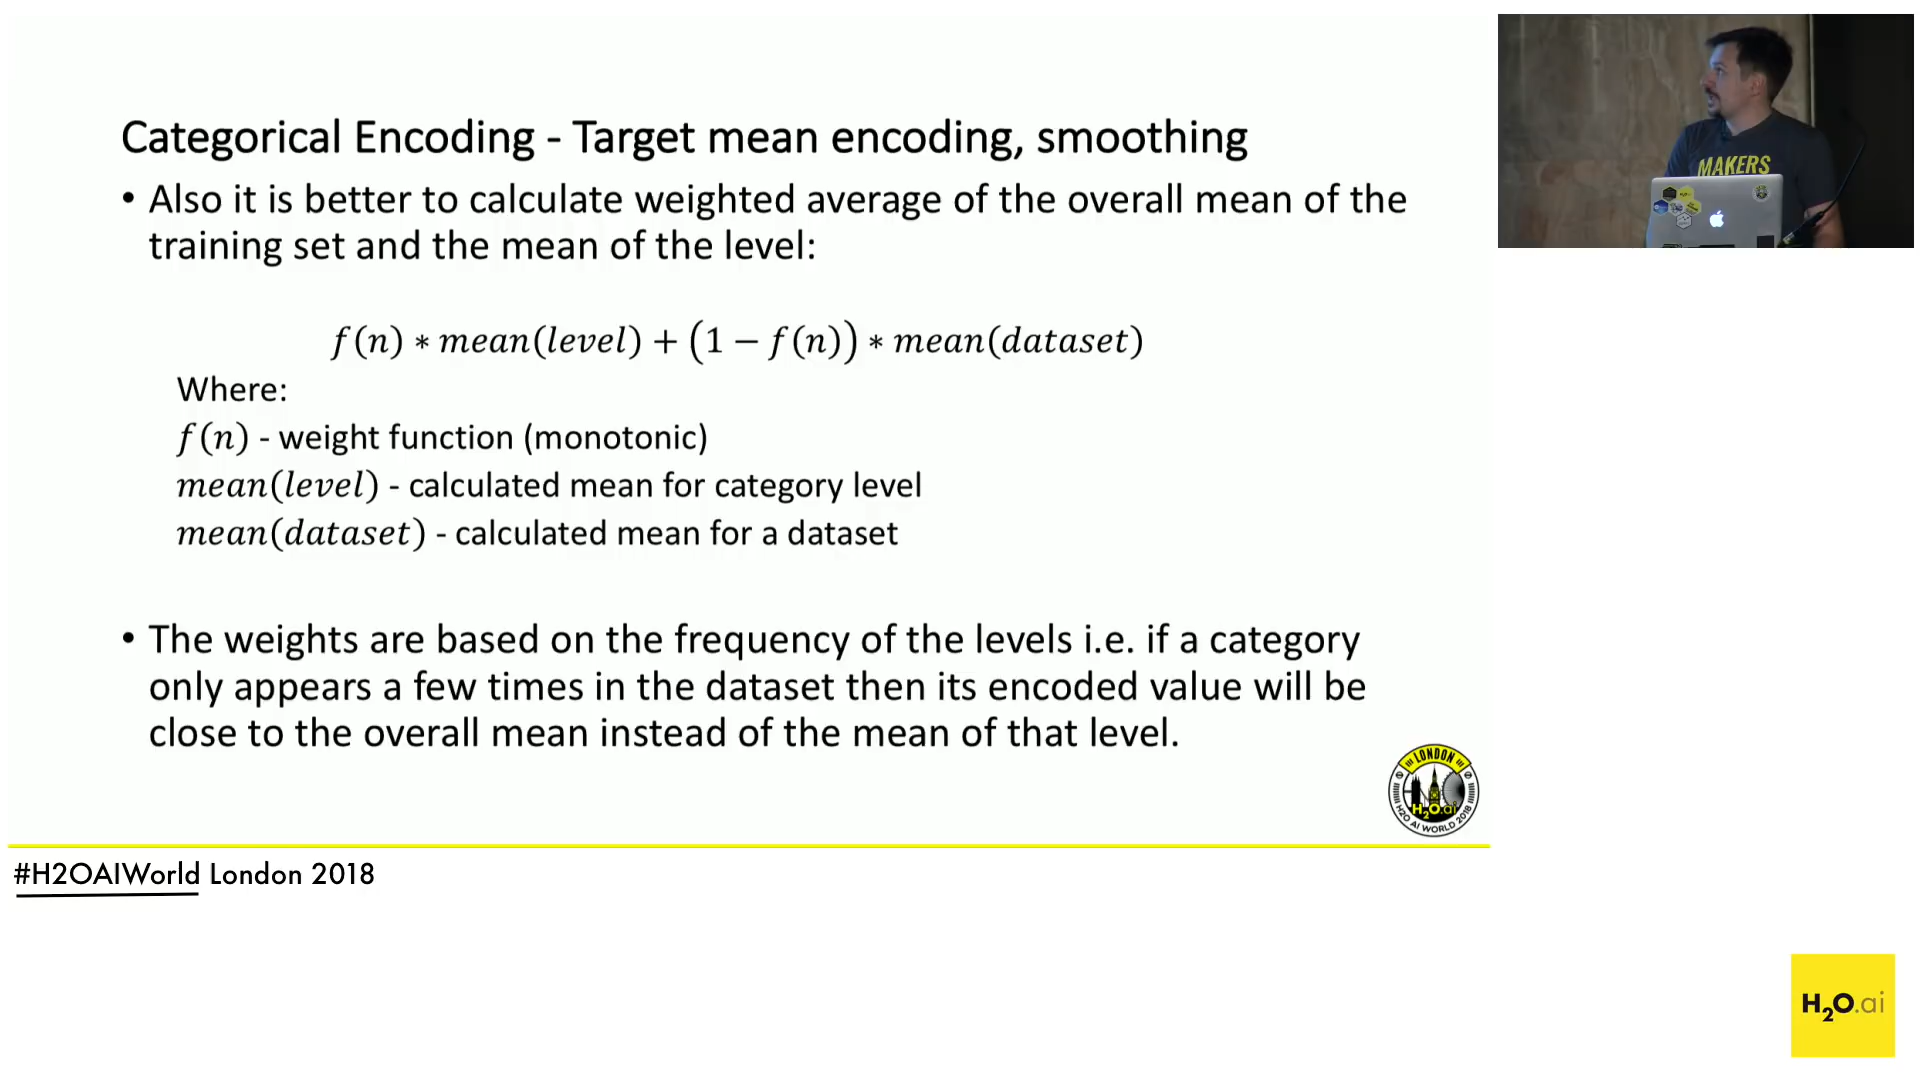 Categorical Encoding - Target mean encoding, smoothing
• Also it is better to calculate weighted average of the overall mean of the
training set and the mean of the level:
f(n) ∗ mean(level) + (1 − f(n)) ∗ mean(dataset)
Where:
f(n) - weight function (monotonic)
mean(level) - calculated mean for category level
mean(dataset) - calculated mean for a dataset
• The weights are based on the frequency of the levels i.e. if a category
only appears a few times in the dataset then its encoded value will be
close to the overall mean instead of the mean of that level.
LONDON
H2O.ai
H2O AI WORLD 2018
#H2OAIWorld London 2018
MAKERS
H2O.ai